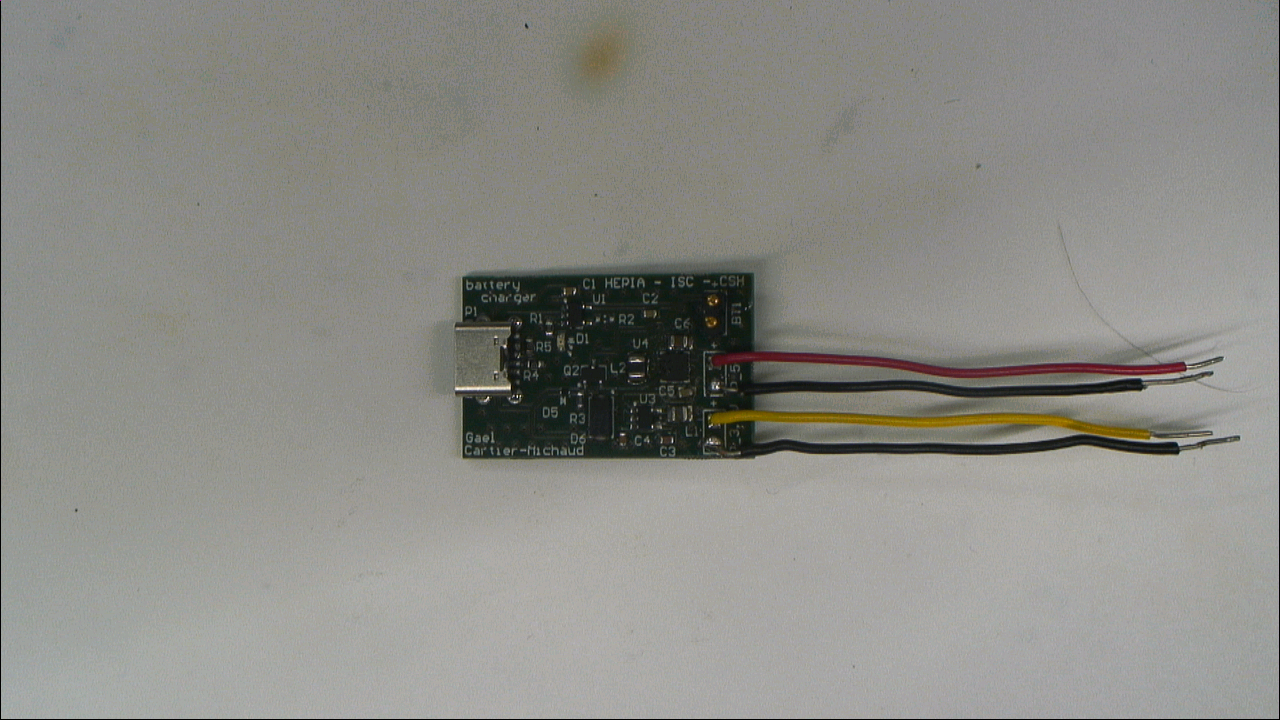 battery
charger
C1 HEPIA - ISC - CSH
P1
U1
C2
R1
R2
BT1
D1
C6
R5
U4
R4
Q2
L2
C5
D5
U3
R3
D6
C4
C3
Gael
Cartier-Michaud